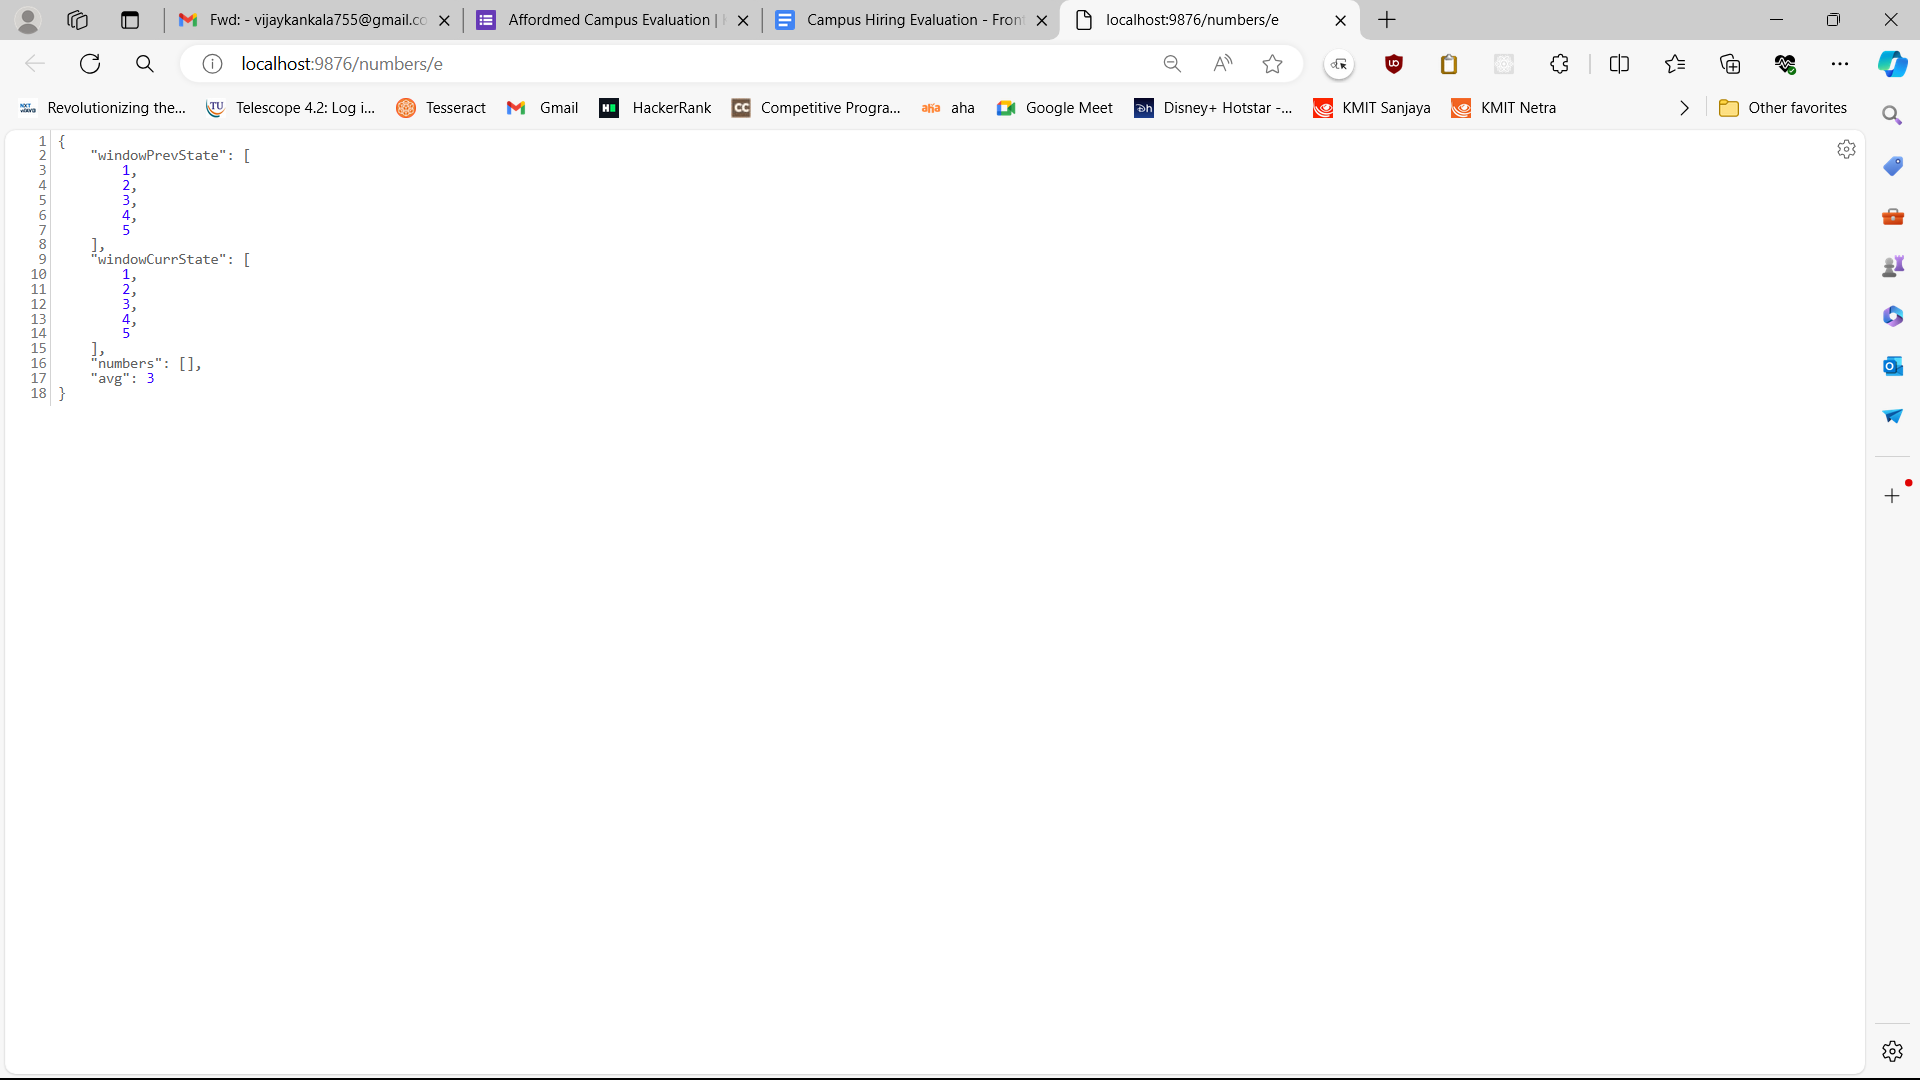 Fwd: - vijaykankala755@gmail.co
Affordmed Campus Evaluation |
Campus Hiring Evaluation - Fron
localhost:9876/numbers/e
localhost:9876/numbers/e
Revolutionizing the...
Telescope 4.2: Log i...
Tesseract
Gmail
HackerRank
Competitive Progra...
aha
Google Meet
Disney+ Hotstar -...
KMIT Sanjaya
KMIT Netra
Other favorites
1 {
2 "windowPrevState": [
3 1,
4 2,
5 3,
6 4,
7 5
8 ],
9 "windowCurrState": [
10 1,
11 2,
12 3,
13 4,
14 5
15 ],
16 "numbers": [],
17 "avg": 3
18 }